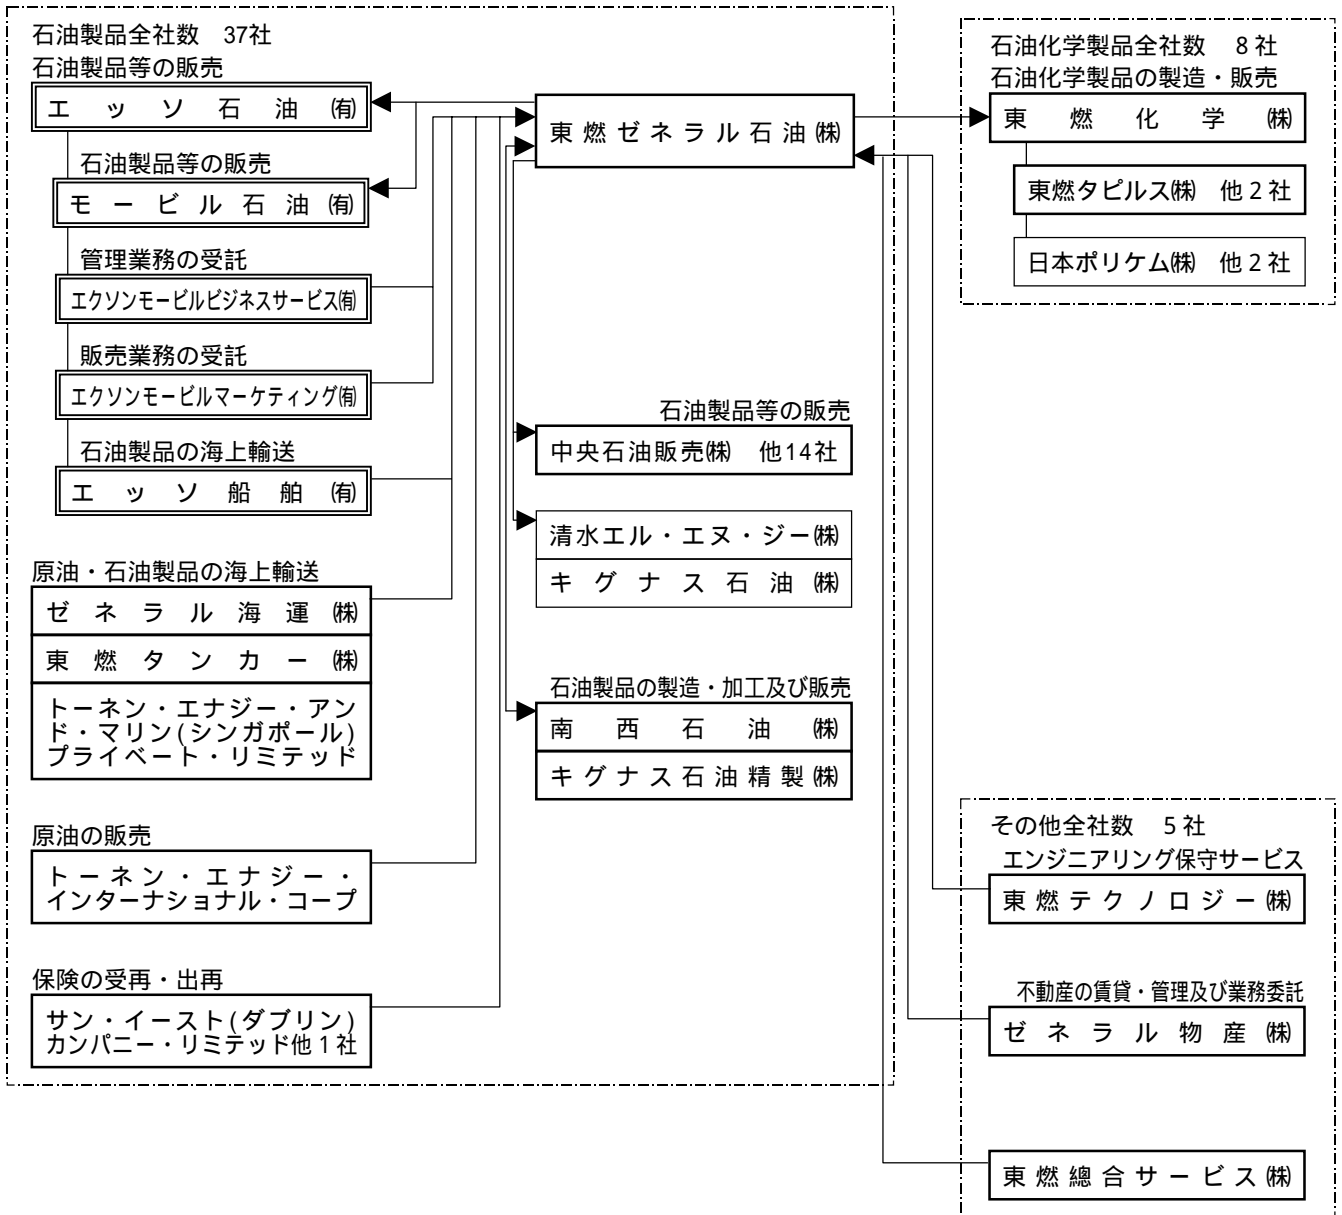 石油製品全社数　37社
石油製品等の販売
エッソ石油㈲
石油製品等の販売
モービル石油㈲
管理業務の受託
エクソンモービルビジネスサービス㈲
販売業務の受託
エクソンモービルマーケティング㈲
石油製品の海上輸送
エッソ船舶㈲
原油・石油製品の海上輸送
ゼネラル海運㈱
東燃タンカー㈱
トーネン・エナジー・アン
ド・マリン(シンガポール)
プライベート・リミテッド
原油の販売
トーネン・エナジー・
インターナショナル・コープ
保険の受再・出再
サン・イースト(ダブリン)
カンパニー・リミテッド他1社
東燃ゼネラル石油㈱
石油製品等の販売
中央石油販売㈱　他14社
清水エル・エヌ・ジー㈱
キグナス石油㈱
石油製品の製造・加工及び販売
南西石油㈱
キグナス石油精製㈱
石油化学製品全社数　8社
石油化学製品の製造・販売
東燃化学㈱
東燃タピルス㈱　他2社
日本ポリケム㈱　他2社
その他全社数　5社
エンジニアリング保守サービス
東燃テクノロジー㈱
不動産の賃貸・管理及び業務委託
ゼネラル物産㈱
東燃總合サービス㈱